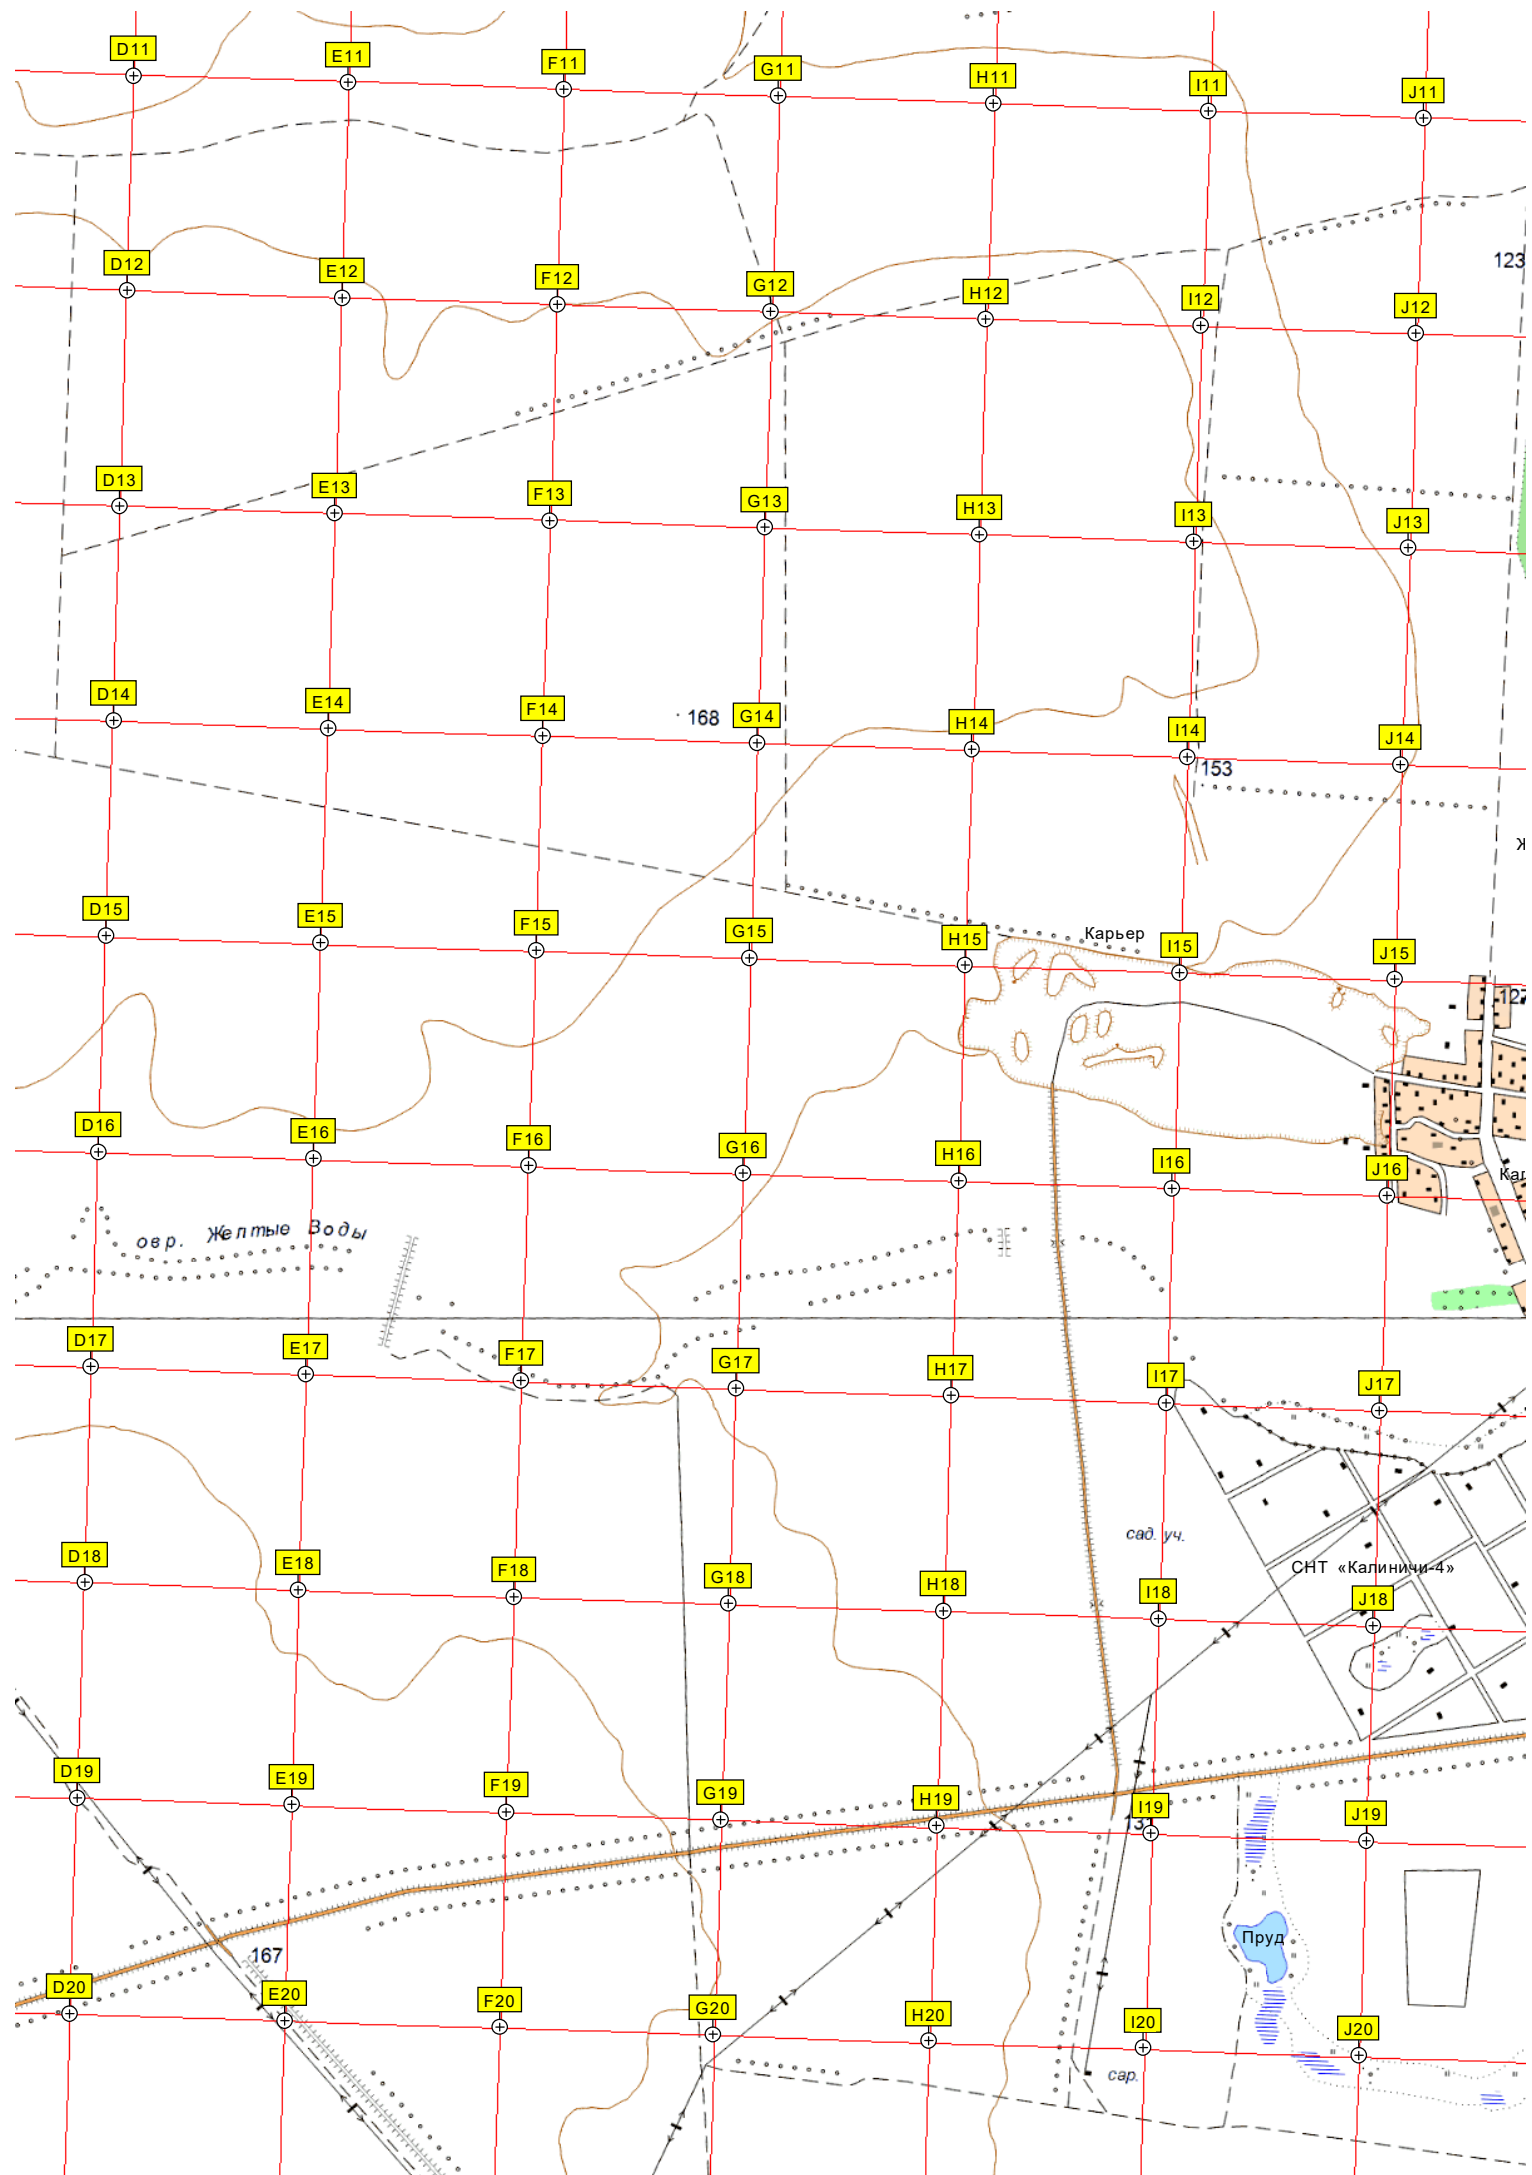 D11 E11 F11 G11 H11 I11 J11
123
D12 E12 F12 G12 H12 I12 J12
D13 E13 F13 G13 H13 I13 J13
D14 E14 F14 168 G14 H14 I14 J14
153
Ж
D15 E15 F15 G15 H15 Карьер I15 J15
127
D16 E16 F16 G16 H16 I16 J16
Кал
овр. Желтые Воды
D17 E17 F17 G17 H17 I17 J17
сад. уч.
СНТ «Калиничи-4»
D18 E18 F18 G18 H18 I18 J18
D19 E19 F19 G19 H19 I19 J19
167
Пруд
D20 E20 F20 G20 H20 I20 J20
сар.